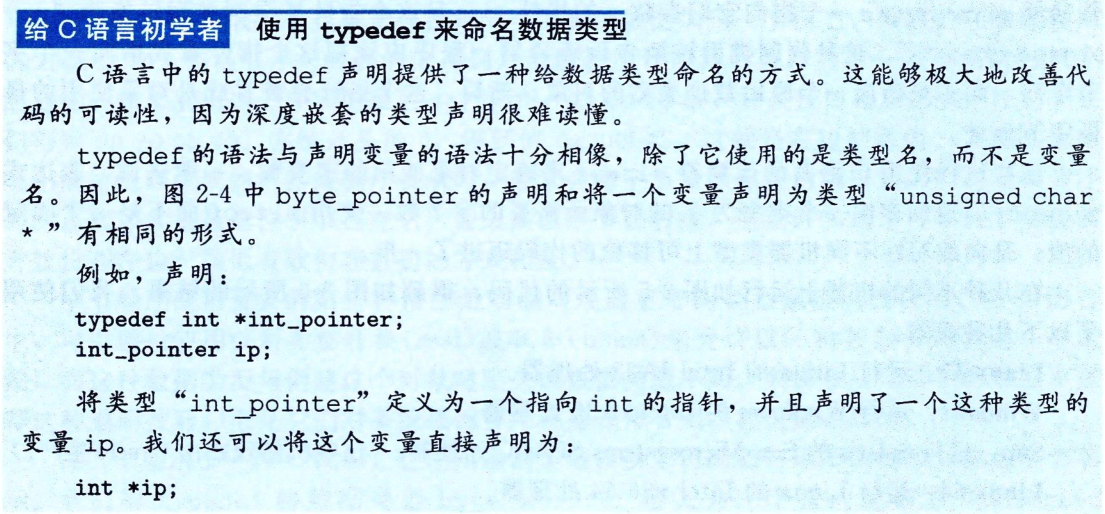 给 C 语言初学者 使用 typedef 来命名数据类型
C 语言中的 typedef 声明提供了一种给数据类型命名的方式。这能够极大地改善代
码的可读性，因为深度嵌套的类型声明很难读懂。
typedef 的语法与声明变量的语法十分相像，除了它使用的是类型名，而不是变量
名。因此，图 2-4 中 byte_pointer 的声明和将一个变量声明为类型“unsigned char
* ”有相同的形式。
例如，声明：
typedef int *int_pointer;
int_pointer ip;
将类型“int_pointer”定义为一个指向 int 的指针，并且声明了一个这种类型的
变量 ip。我们还可以将这个变量直接声明为：
int *ip;